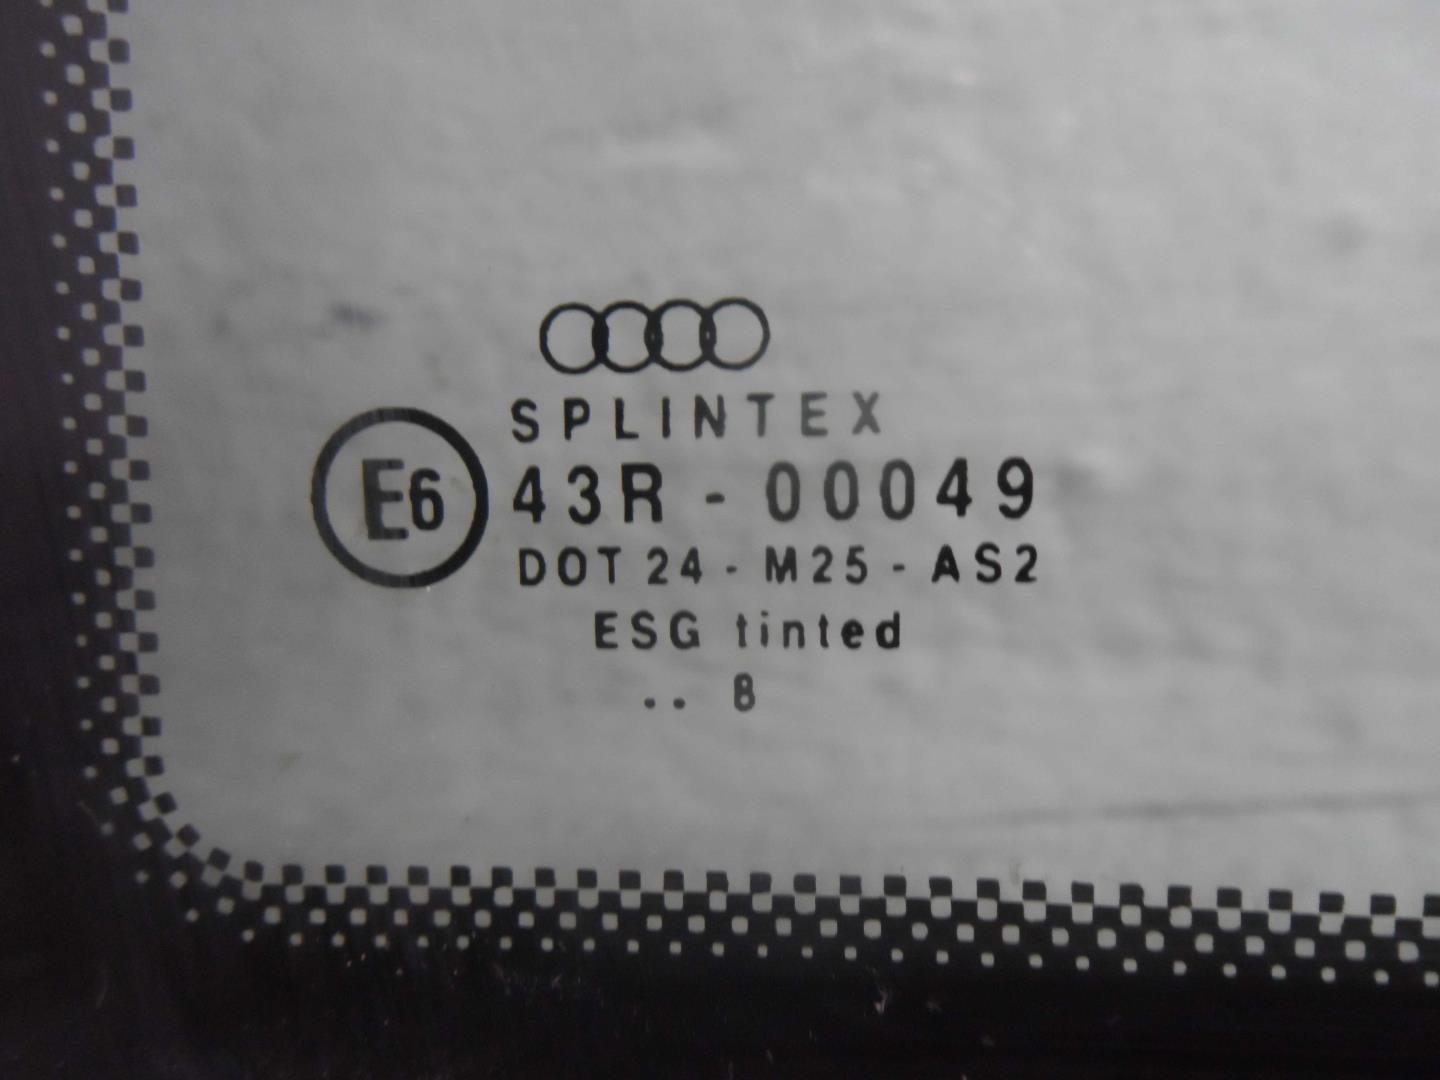 SPLINTEX
E6
43R - 00049
DOT 24 - M25 - AS2
ESG tinted
.. 8